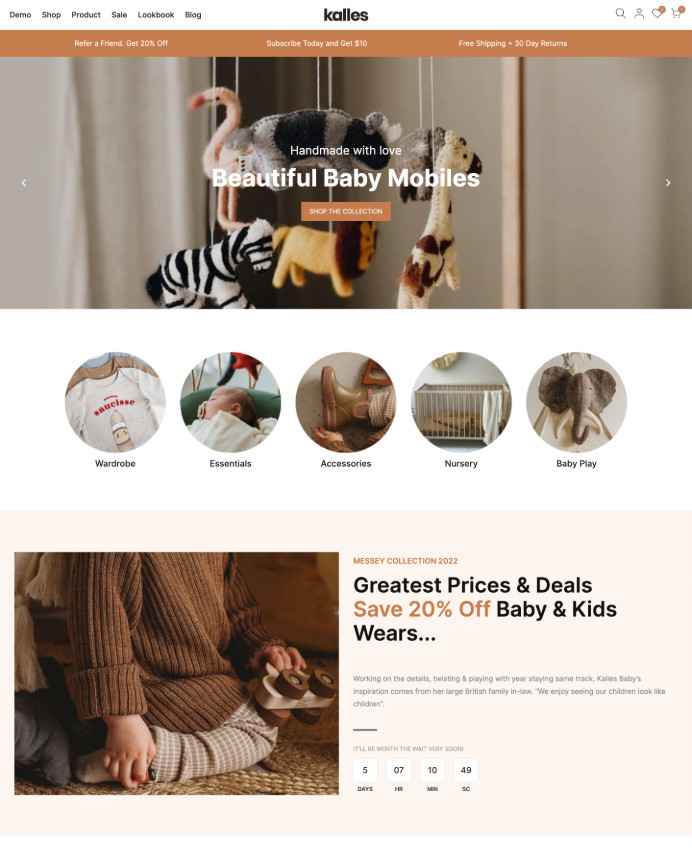 Demo Shop Product Sale Lookbook Blog
kalles
Refer a Friend. Get 20% Off
Subscribe Today and Get $10
Free Shipping + 30 Day Returns
Handmade with love
Beautiful Baby Mobiles
SHOP THE COLLECTION
saucisse
Wardrobe
Essentials
Accessories
Nursery
Baby Play
MESSEY COLLECTION 2022
Greatest Prices & Deals
Save 20% Off Baby & Kids
Wears...
Working on the details, twisting & playing with year staying same track. Kalles Baby's
inspiration comes from her large British family in-law. "We enjoy seeing our children look like
children".
IT'LL BE WORTH THE WAIT VERY SOON!
5 07 10 49
DAYS HR MIN SC